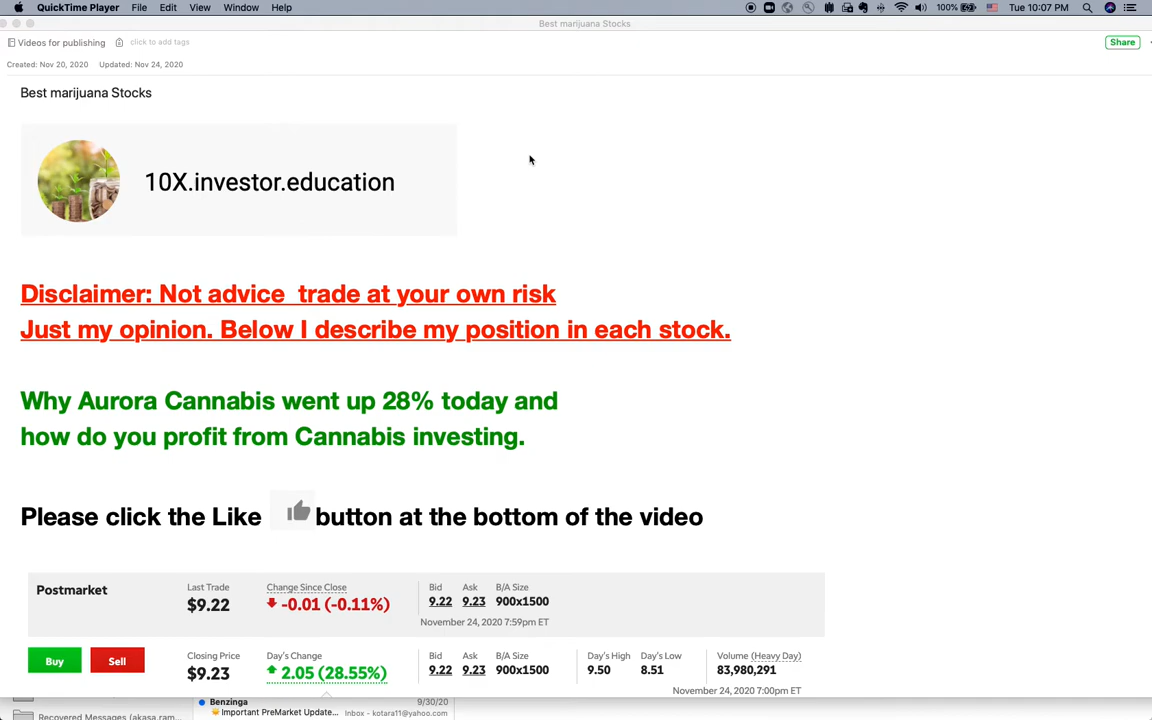 QuickTime Player File Edit View Window Help 100% Tue 10:07 PM
Best marijuana Stocks
Videos for publishing click to add tags Share
Created: Nov 20, 2020 Updated: Nov 24, 2020
Best marijuana Stocks
10X.investor.education
Disclaimer: Not advice trade at your own risk
Just my opinion. Below I describe my position in each stock.
Why Aurora Cannabis went up 28% today and
how do you profit from Cannabis investing.
Please click the Like button at the bottom of the video
Postmarket Last Trade Change Since Close Bid Ask B/A Size
$9.22 -0.01 (-0.11%) 9.22 9.23 900x1500
November 24, 2020 7:59pm ET
Buy Sell Closing Price Day's Change Bid Ask B/A Size Day's High Day's Low Volume (Heavy Day)
$9.23 2.05 (28.55%) 9.22 9.23 900x1500 9.50 8.51 83,980,291
November 24, 2020 7:00pm ET
Benzinga 9/30/20
Important PreMarket Update... Inbox - kotara11@yahoo.com
Recovered Messages (akasa.ram...